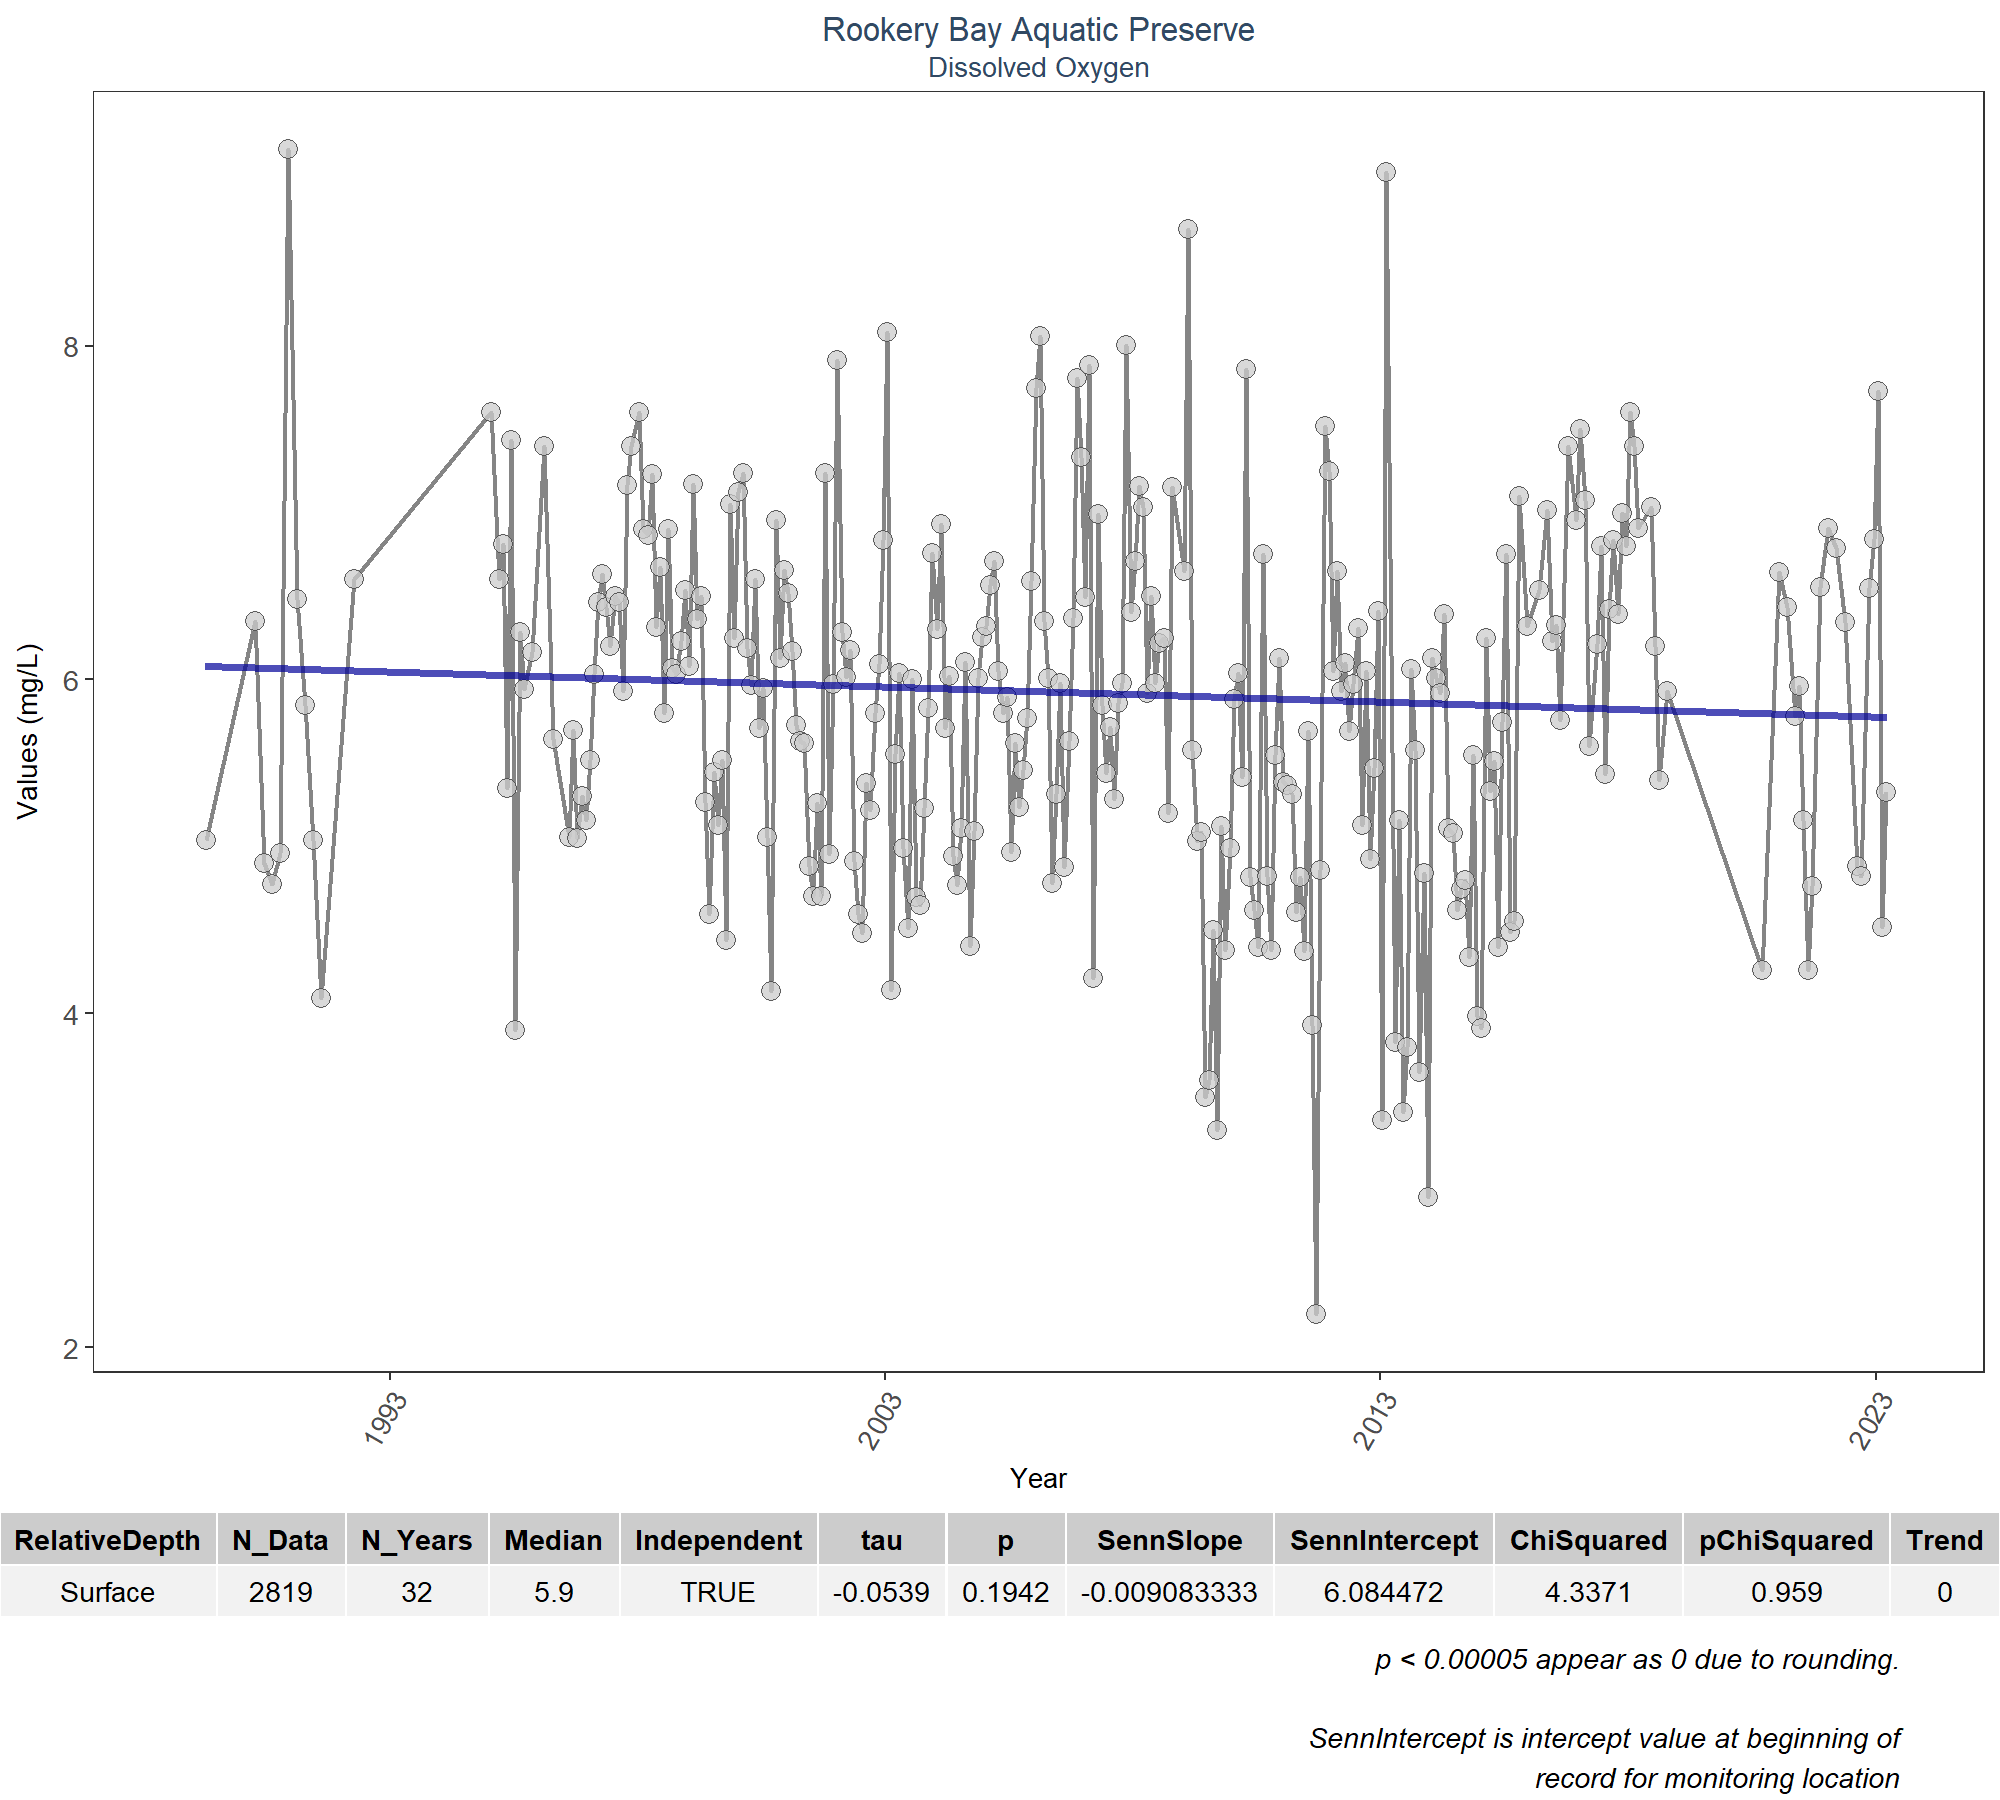 Rookery Bay Aquatic Preserve
Dissolved Oxygen
Values (mg/L)
8
6
4
2
1993
2003
2013
2023
Year
RelativeDepth N_Data N_Years Median Independent tau p SennSlope SennIntercept ChiSquared pChiSquared Trend
Surface 2819 32 5.9 TRUE -0.0539 0.1942 -0.009083333 6.084472 4.3371 0.959 0
p < 0.00005 appear as 0 due to rounding.
SennIntercept is intercept value at beginning of
record for monitoring location